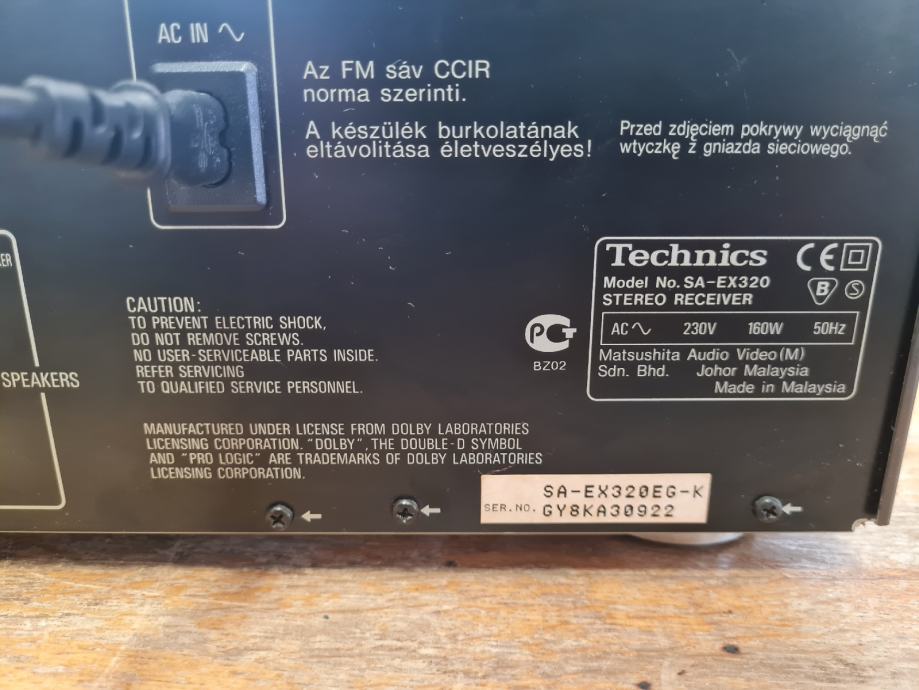 AC IN
Az FM sáv CCIR
norma szerinti.
A készülék burkolatának
eltávolitása életveszélyes!
Przed zdjęciem pokrywy wyciągnąć
wtyczkę z gniazda sieciowego.
SPEAKERS
CAUTION:
TO PREVENT ELECTRIC SHOCK,
DO NOT REMOVE SCREWS.
NO USER-SERVICEABLE PARTS INSIDE.
REFER SERVICING
TO QUALIFIED SERVICE PERSONNEL.
PCT
BZ02
Technics CE
Model No. SA-EX320 B S
STEREO RECEIVER
AC 230V 160W 50Hz
Matsushita Audio Video (M)
Sdn. Bhd. Johor Malaysia
Made in Malaysia
MANUFACTURED UNDER LICENSE FROM DOLBY LABORATORIES
LICENSING CORPORATION. "DOLBY", THE DOUBLE-D SYMBOL
AND "PRO LOGIC" ARE TRADEMARKS OF DOLBY LABORATORIES
LICENSING CORPORATION.
SA-EX320EG-K
SER.NO. GY8KA30922